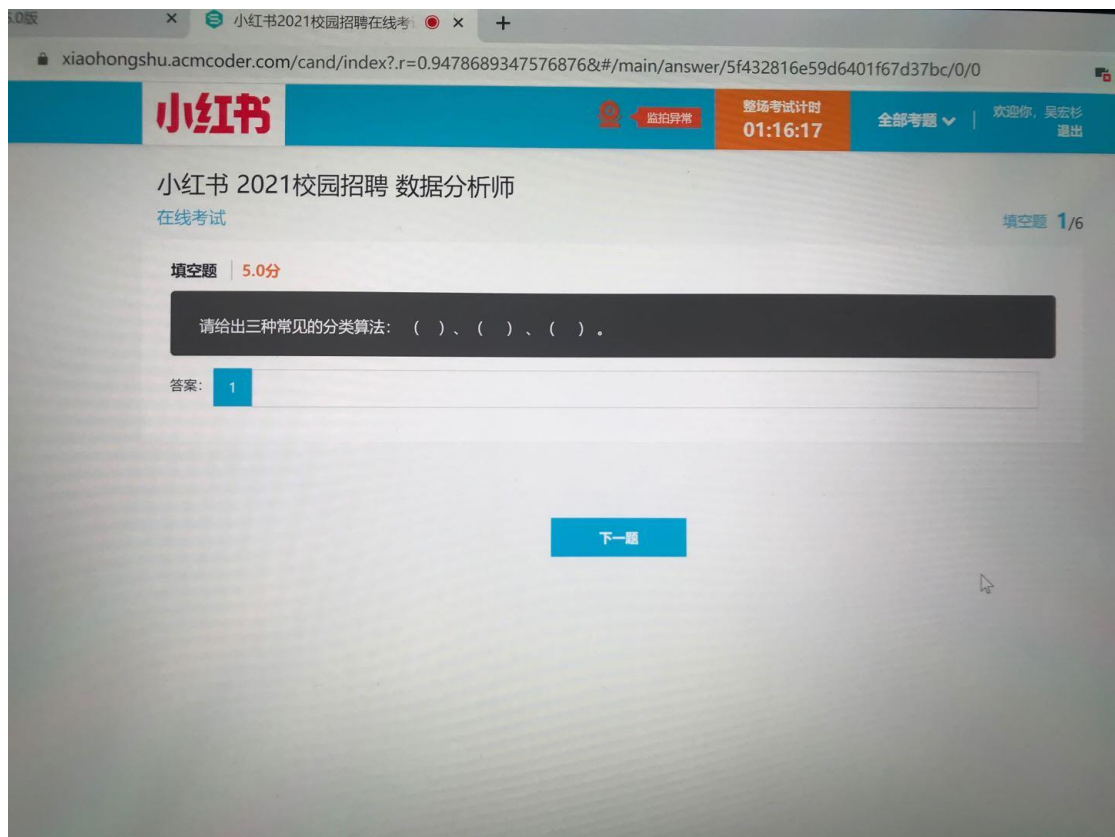 5.0版
小红书2021校园招聘在线考
xiaohongshu.acmcoder.com/cand/index?.r=0.9478689347576876&#/main/answer/5f432816e59d6401f67d37bc/0/0
小红书
监拍异常
整场考试计时
01:16:17
全部考题
欢迎你，吴宏杉
退出
小红书 2021校园招聘 数据分析师
在线考试
填空题 1/6
填空题 5.0分
请给出三种常见的分类算法：（ ）、（ ）、（ ）。
答案： 1
下一题